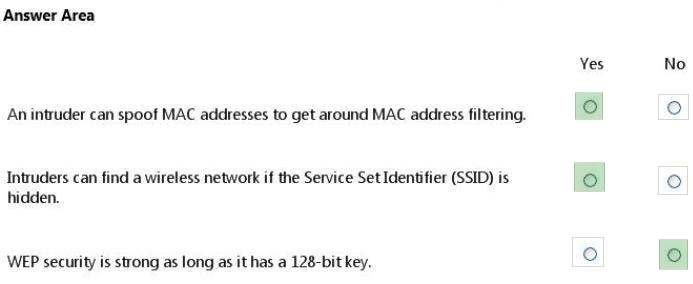 Answer Area
Yes No
An intruder can spoof MAC addresses to get around MAC address filtering.
Intruders can find a wireless network if the Service Set Identifier (SSID) is
hidden.
WEP security is strong as long as it has a 128-bit key.